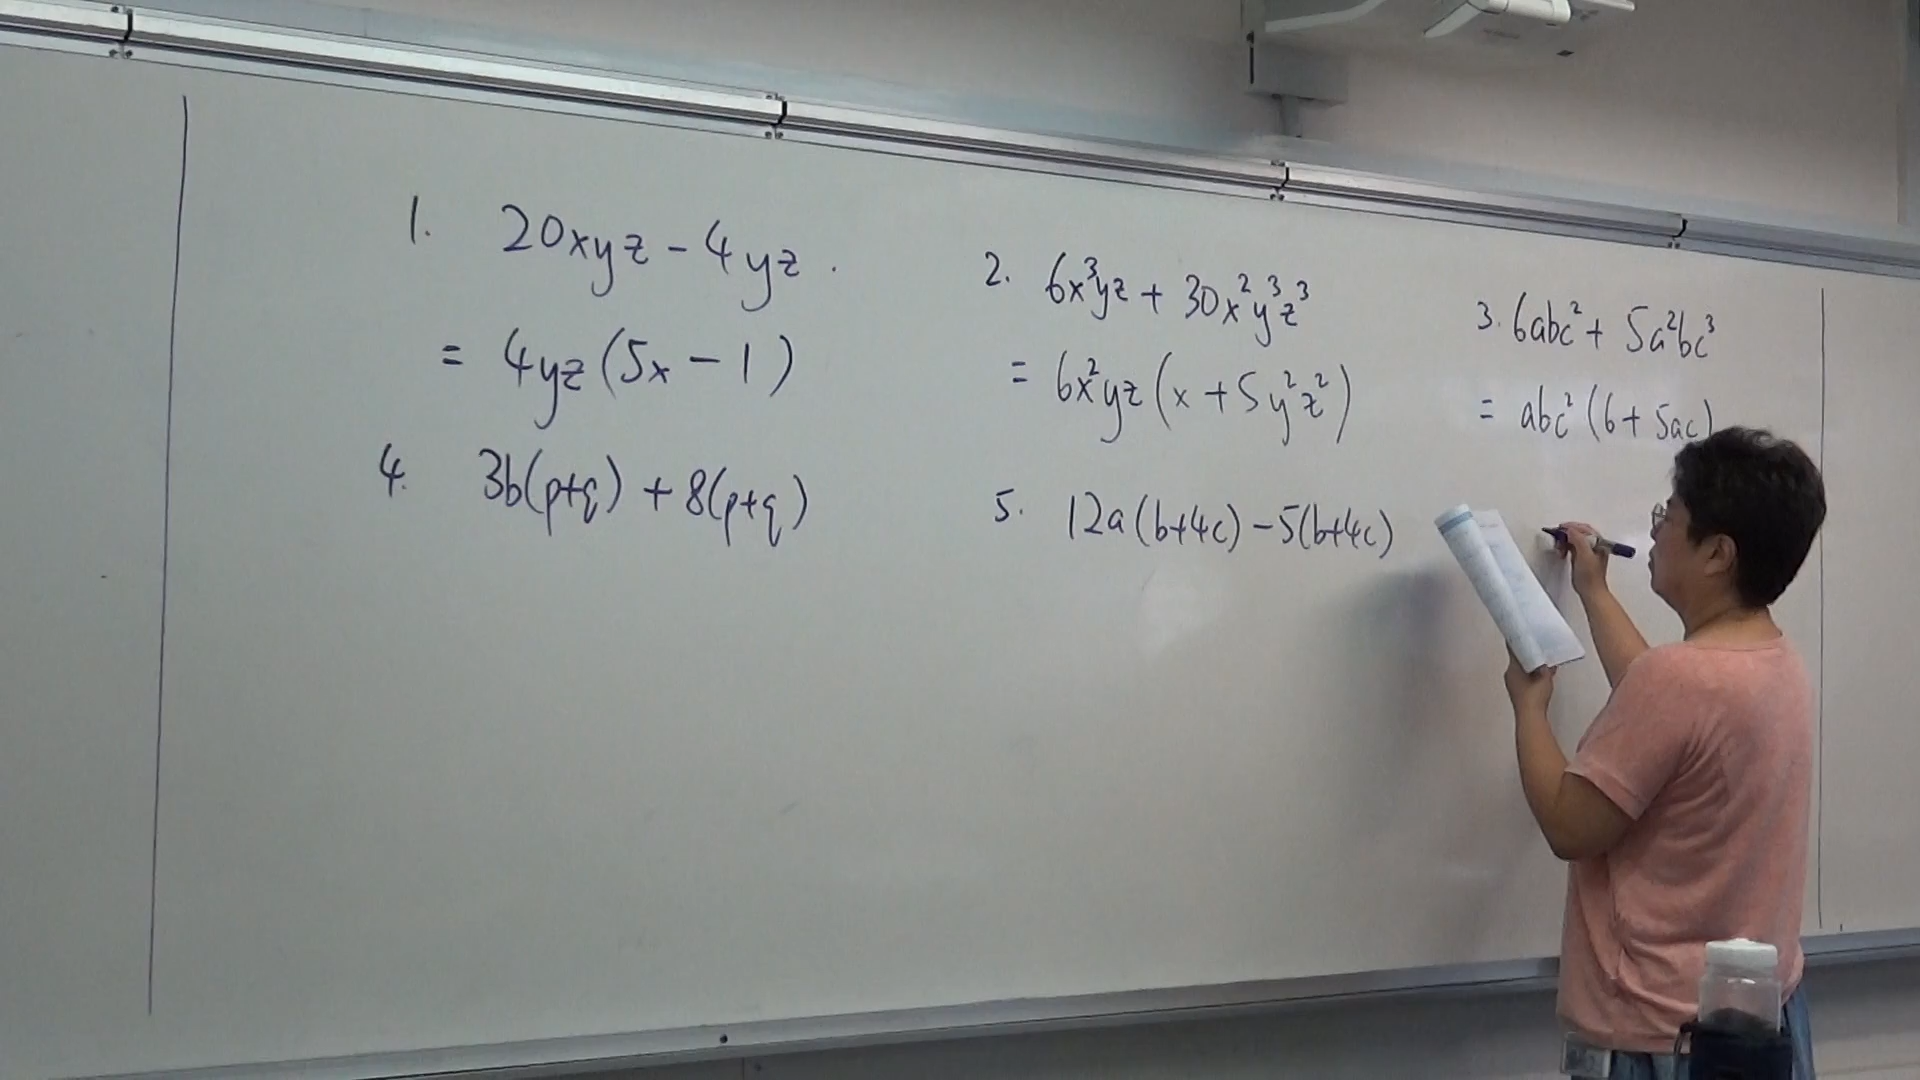 1. 20xyz - 4yz.
= 4yz(5x - 1)
2. 6x³yz + 30x²y³z³
= 6x²yz(x + 5y²z²)
3. 6abc² + 5a²bc³
= abc²(6 + 5ac)
4. 3b(p+q) + 8(p+q)
5. 12a(b+4c) - 5(b+4c)